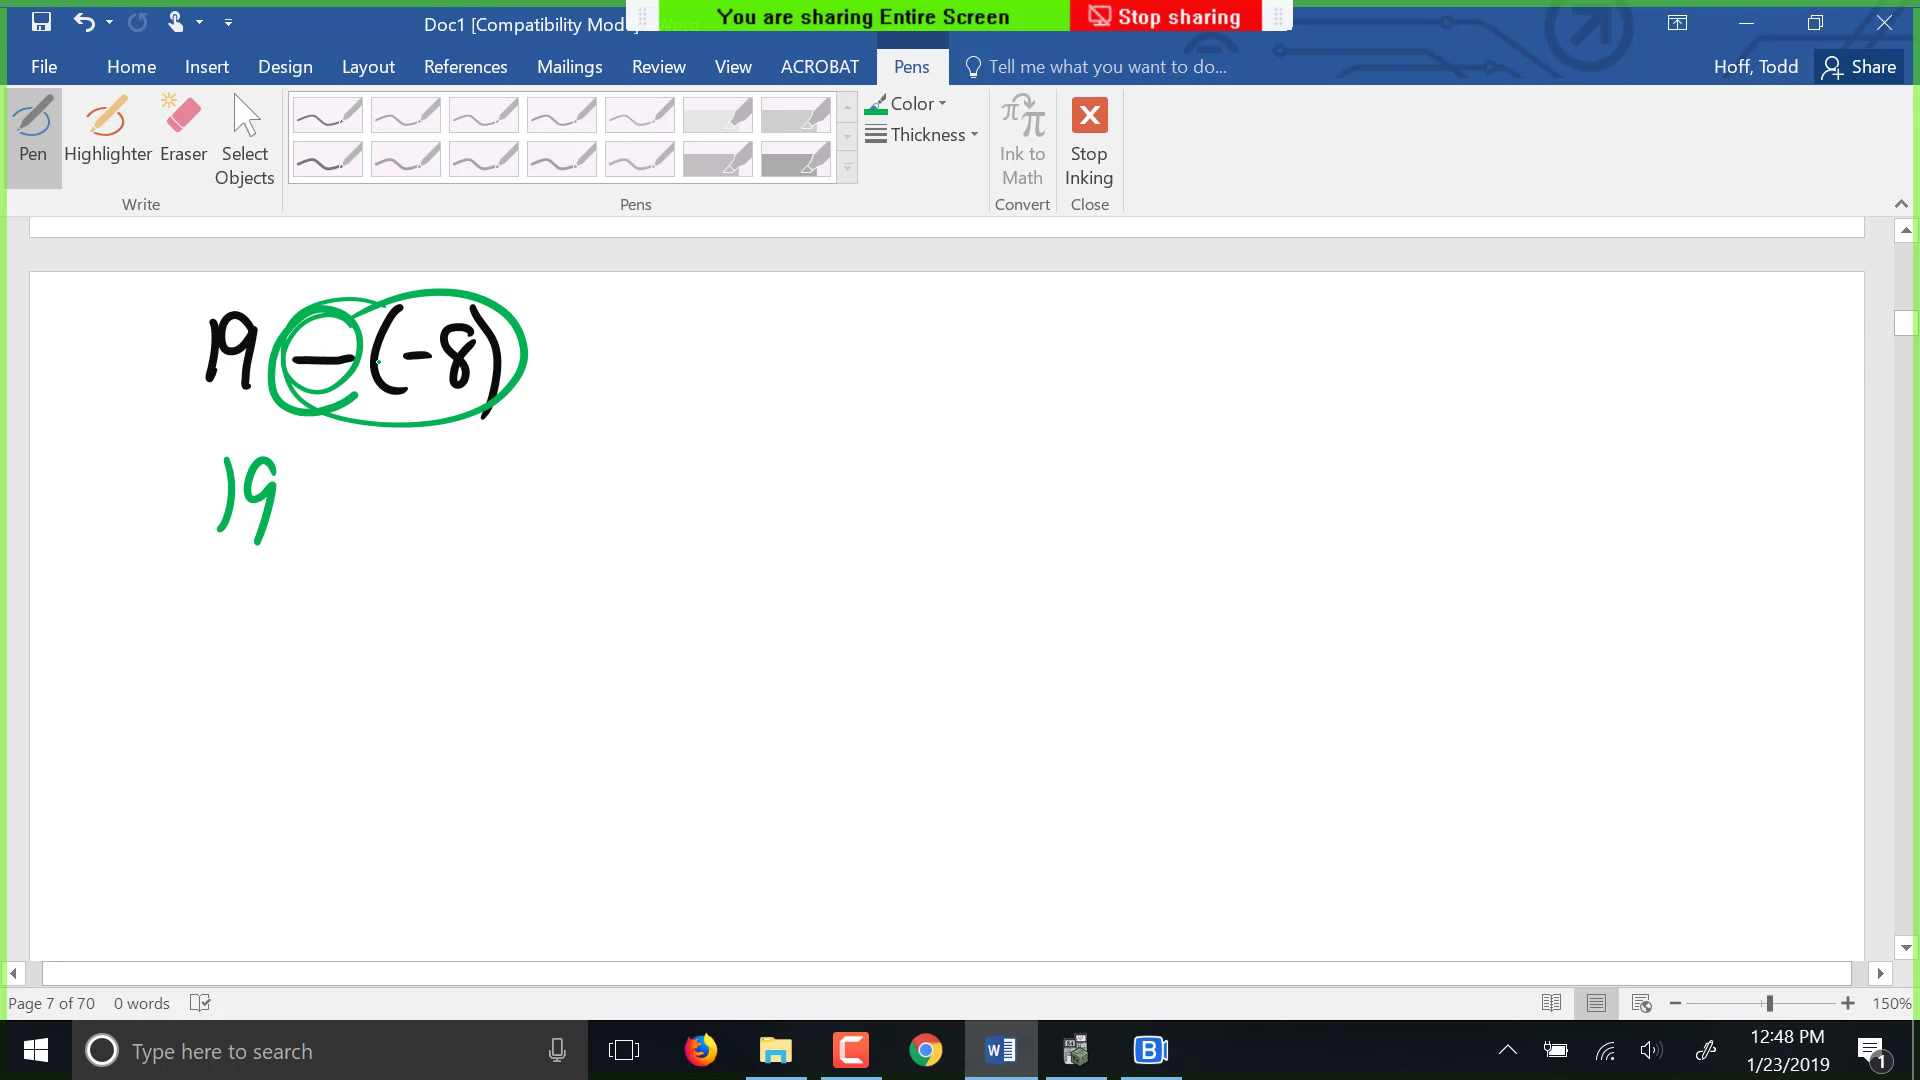 Doc1 [Compatibility Mod
You are sharing Entire Screen
Stop sharing
File Home Insert Design Layout References Mailings Review View ACROBAT Pens Tell me what you want to do... Hoff, Todd Share
Color
Thickness
Pen Highlighter Eraser Select Objects
Ink to Math
Stop Inking
Write Pens Convert Close
19 — (-8)
19
Page 7 of 70 0 words 150%
Type here to search
12:48 PM
1/23/2019
1